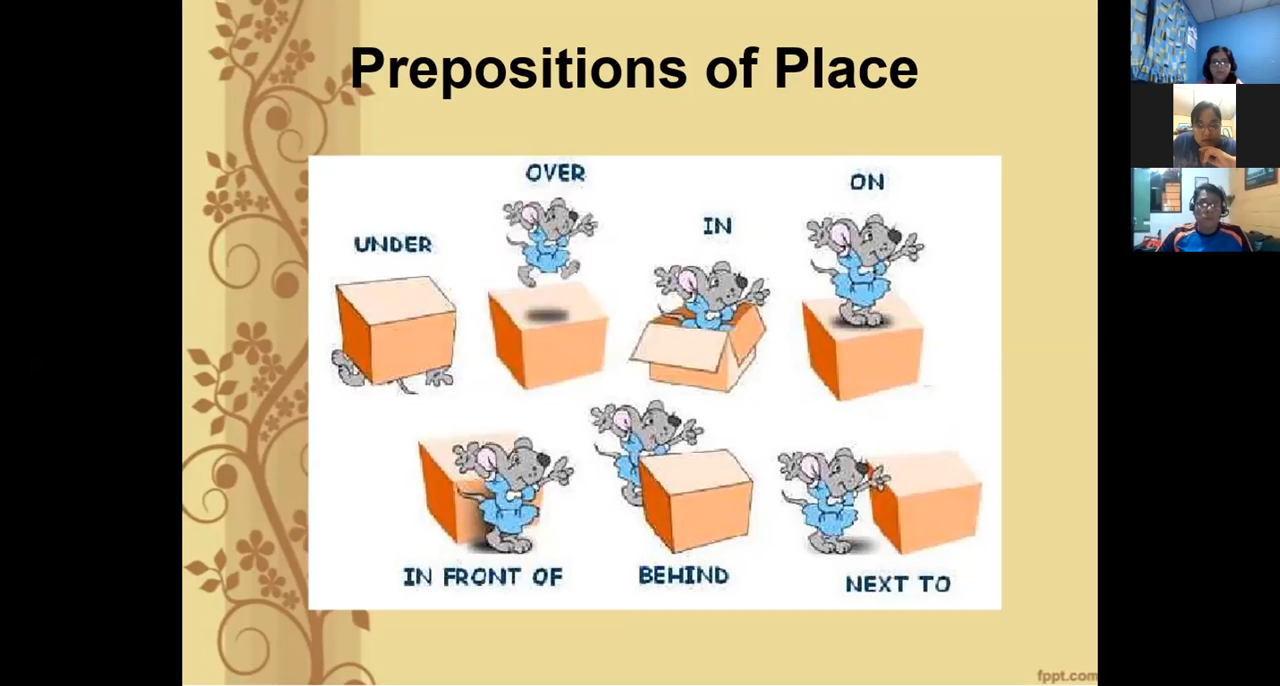 Prepositions of Place
OVER
ON
IN
UNDER
IN FRONT OF
BEHIND
NEXT TO
fppt.com